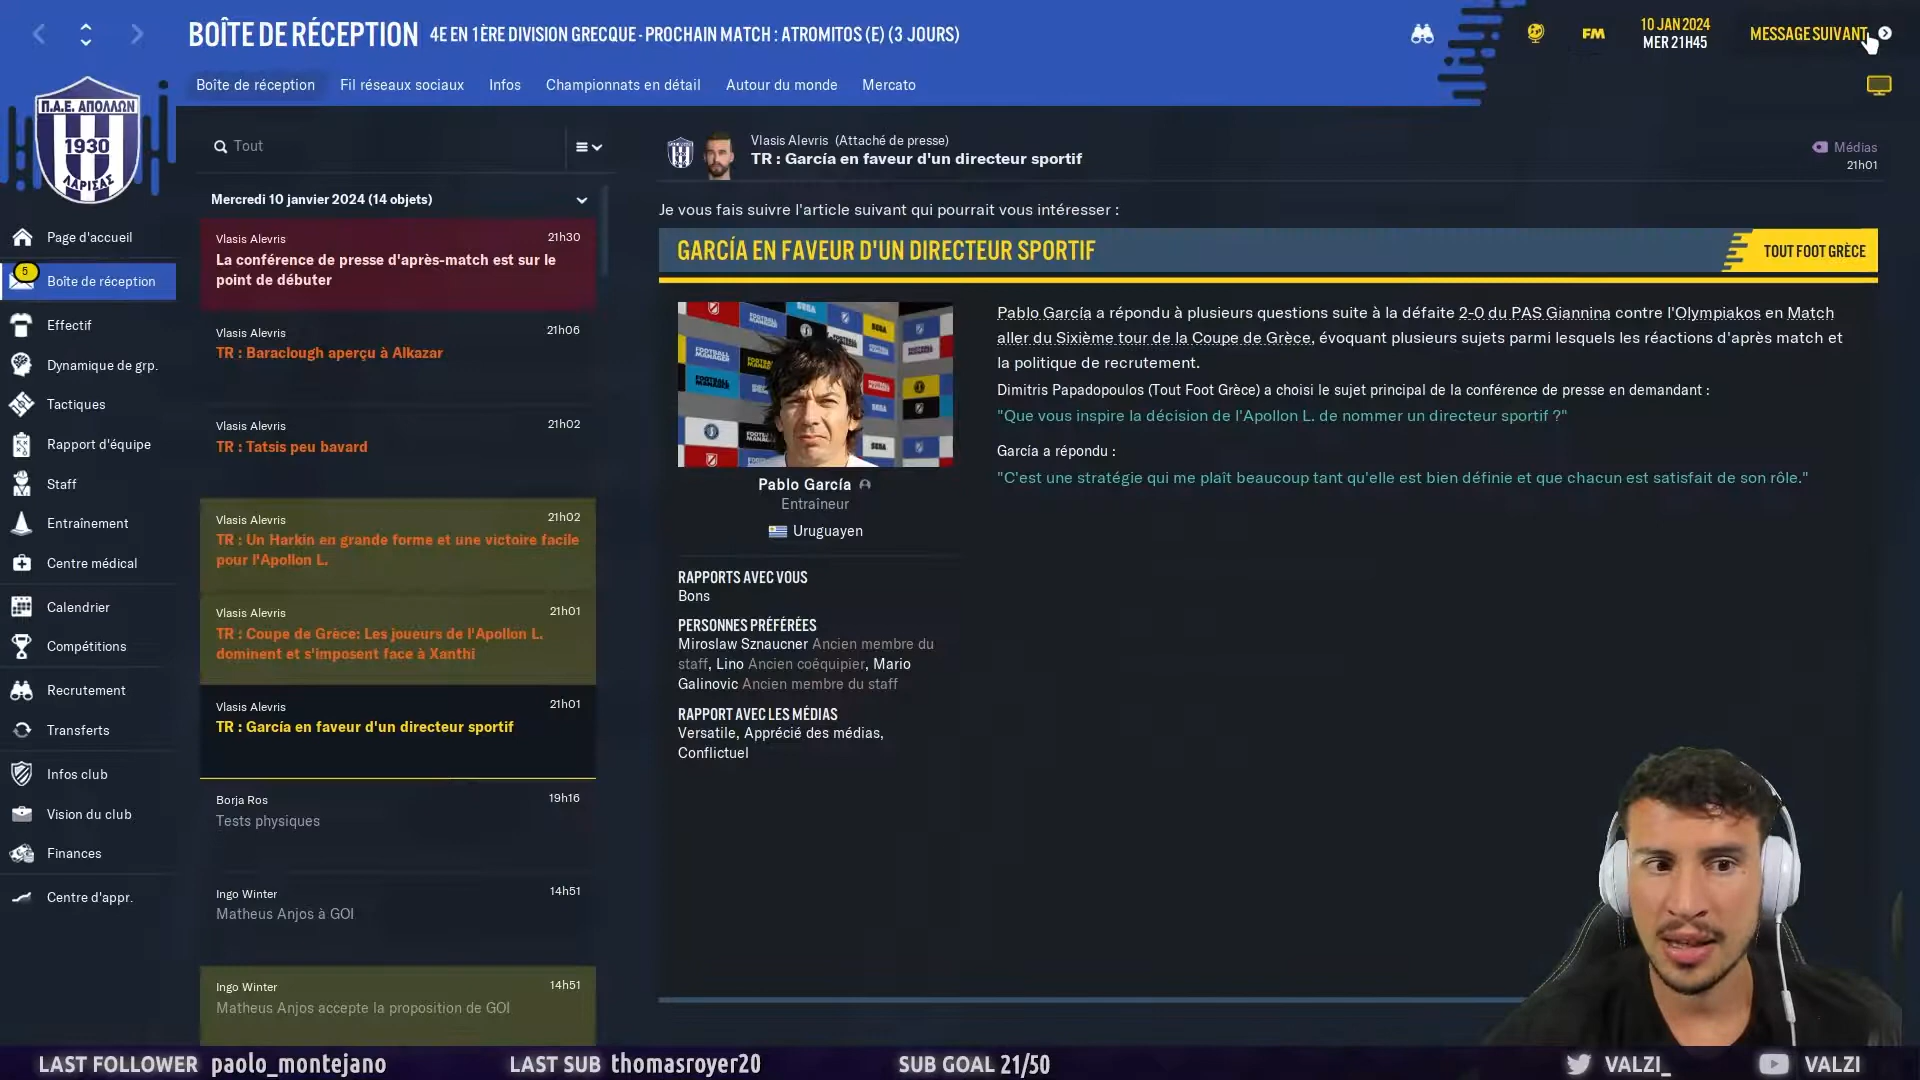 BOÎTE DE RÉCEPTION
4E EN 1ÈRE DIVISION GRECQUE - PROCHAIN MATCH : ATROMITOS (E) (3 JOURS)
FM
10 JAN 2024
MER 21H45
MESSAGE SUIVANT
Boîte de réception
Fil réseaux sociaux
Infos
Championnats en détail
Autour du monde
Mercato
Π.Α.Ε. ΑΠΟΛΛΩΝ
1930
ΛΑΡΙΣΑΣ
Page d'accueil
5
Boîte de réception
Effectif
Dynamique de grp.
Tactiques
Rapport d'équipe
Staff
Entraînement
Centre médical
Calendrier
Compétitions
Recrutement
Transferts
Infos club
Vision du club
Finances
Centre d'appr.
Tout
Mercredi 10 janvier 2024 (14 objets)
Vlasis Alevris 21h30
La conférence de presse d'après-match est sur le
point de débuter
Vlasis Alevris 21h06
TR : Baraclough aperçu à Alkazar
Vlasis Alevris 21h02
TR : Tatsis peu bavard
Vlasis Alevris 21h02
TR : Un Harkin en grande forme et une victoire facile
pour l'Apollon L.
Vlasis Alevris 21h01
TR : Coupe de Grèce: Les joueurs de l'Apollon L.
dominent et s'imposent face à Xanthi
Vlasis Alevris 21h01
TR : García en faveur d'un directeur sportif
Borja Ros 19h16
Tests physiques
Ingo Winter 14h51
Matheus Anjos à GOI
Ingo Winter 14h51
Matheus Anjos accepte la proposition de GOI
Vlasis Alevris (Attaché de presse)
TR : García en faveur d'un directeur sportif
Médias
21h01
Je vous fais suivre l'article suivant qui pourrait vous intéresser :
GARCÍA EN FAVEUR D'UN DIRECTEUR SPORTIF
TOUT FOOT GRÈCE
Pablo García a répondu à plusieurs questions suite à la défaite 2-0 du PAS Giannina contre l'Olympiakos en Match
aller du Sixième tour de la Coupe de Grèce, évoquant plusieurs sujets parmi lesquels les réactions d'après match et
la politique de recrutement.
Dimitris Papadopoulos (Tout Foot Grèce) a choisi le sujet principal de la conférence de presse en demandant :
"Que vous inspire la décision de l'Apollon L. de nommer un directeur sportif ?"
García a répondu :
"C'est une stratégie qui me plaît beaucoup tant qu'elle est bien définie et que chacun est satisfait de son rôle."
Pablo García
Entraîneur
Uruguayen
RAPPORTS AVEC VOUS
Bons
PERSONNES PRÉFÉRÉES
Miroslaw Sznaucner Ancien membre du
staff, Lino Ancien coéquipier, Mario
Galinovic Ancien membre du staff
RAPPORT AVEC LES MÉDIAS
Versatile, Apprécié des médias,
Conflictuel
LAST FOLLOWER paolo_montejano
LAST SUB thomasroyer20
SUB GOAL 21/50
VALZI_
VALZI